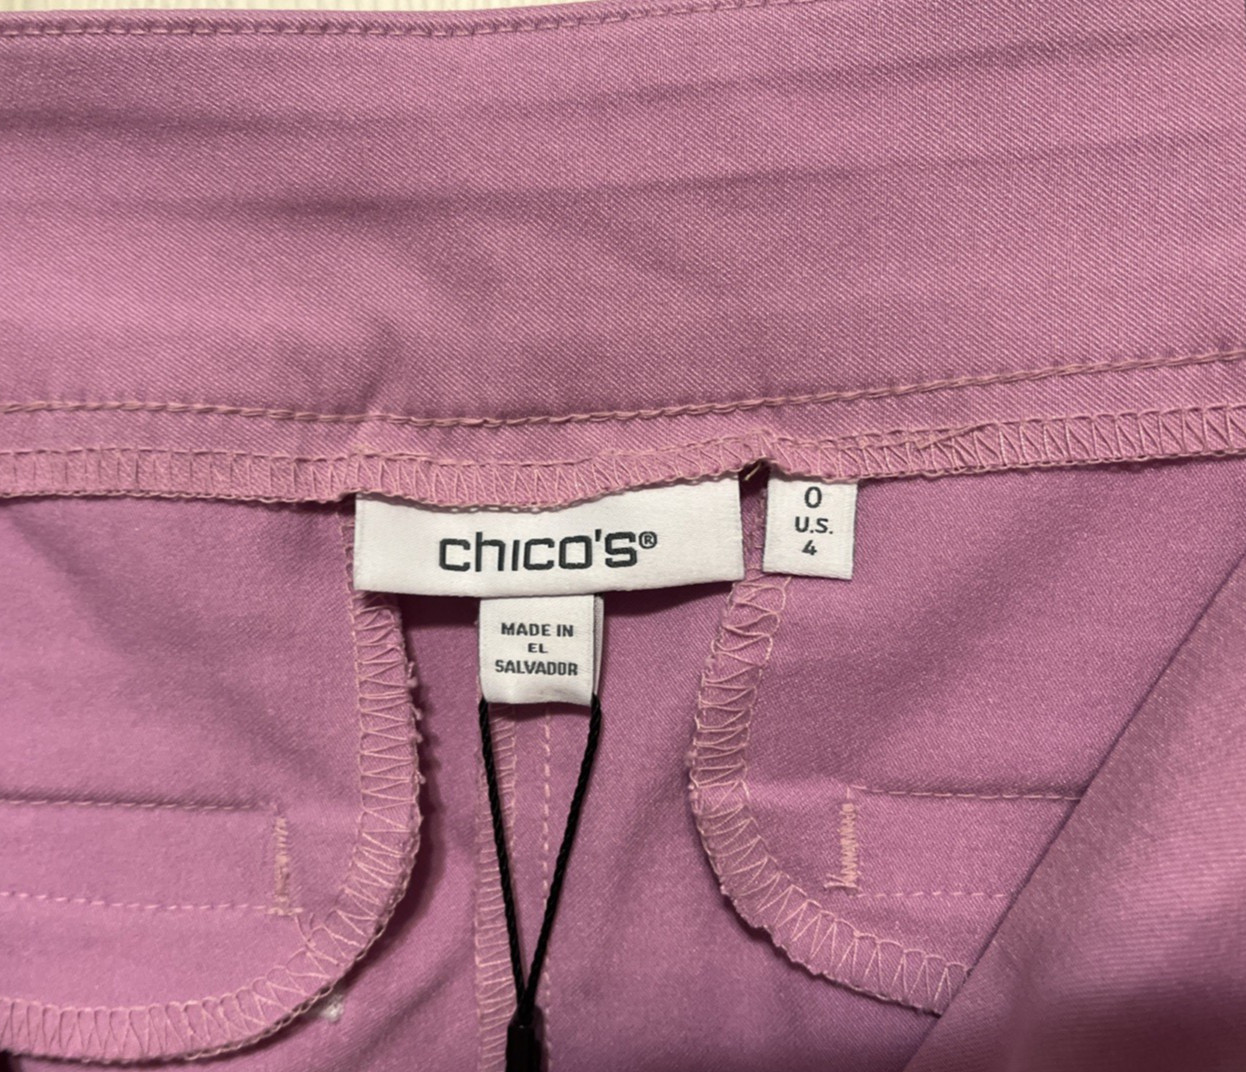 chico's®
0
U.S.
4
MADE IN
EL
SALVADOR